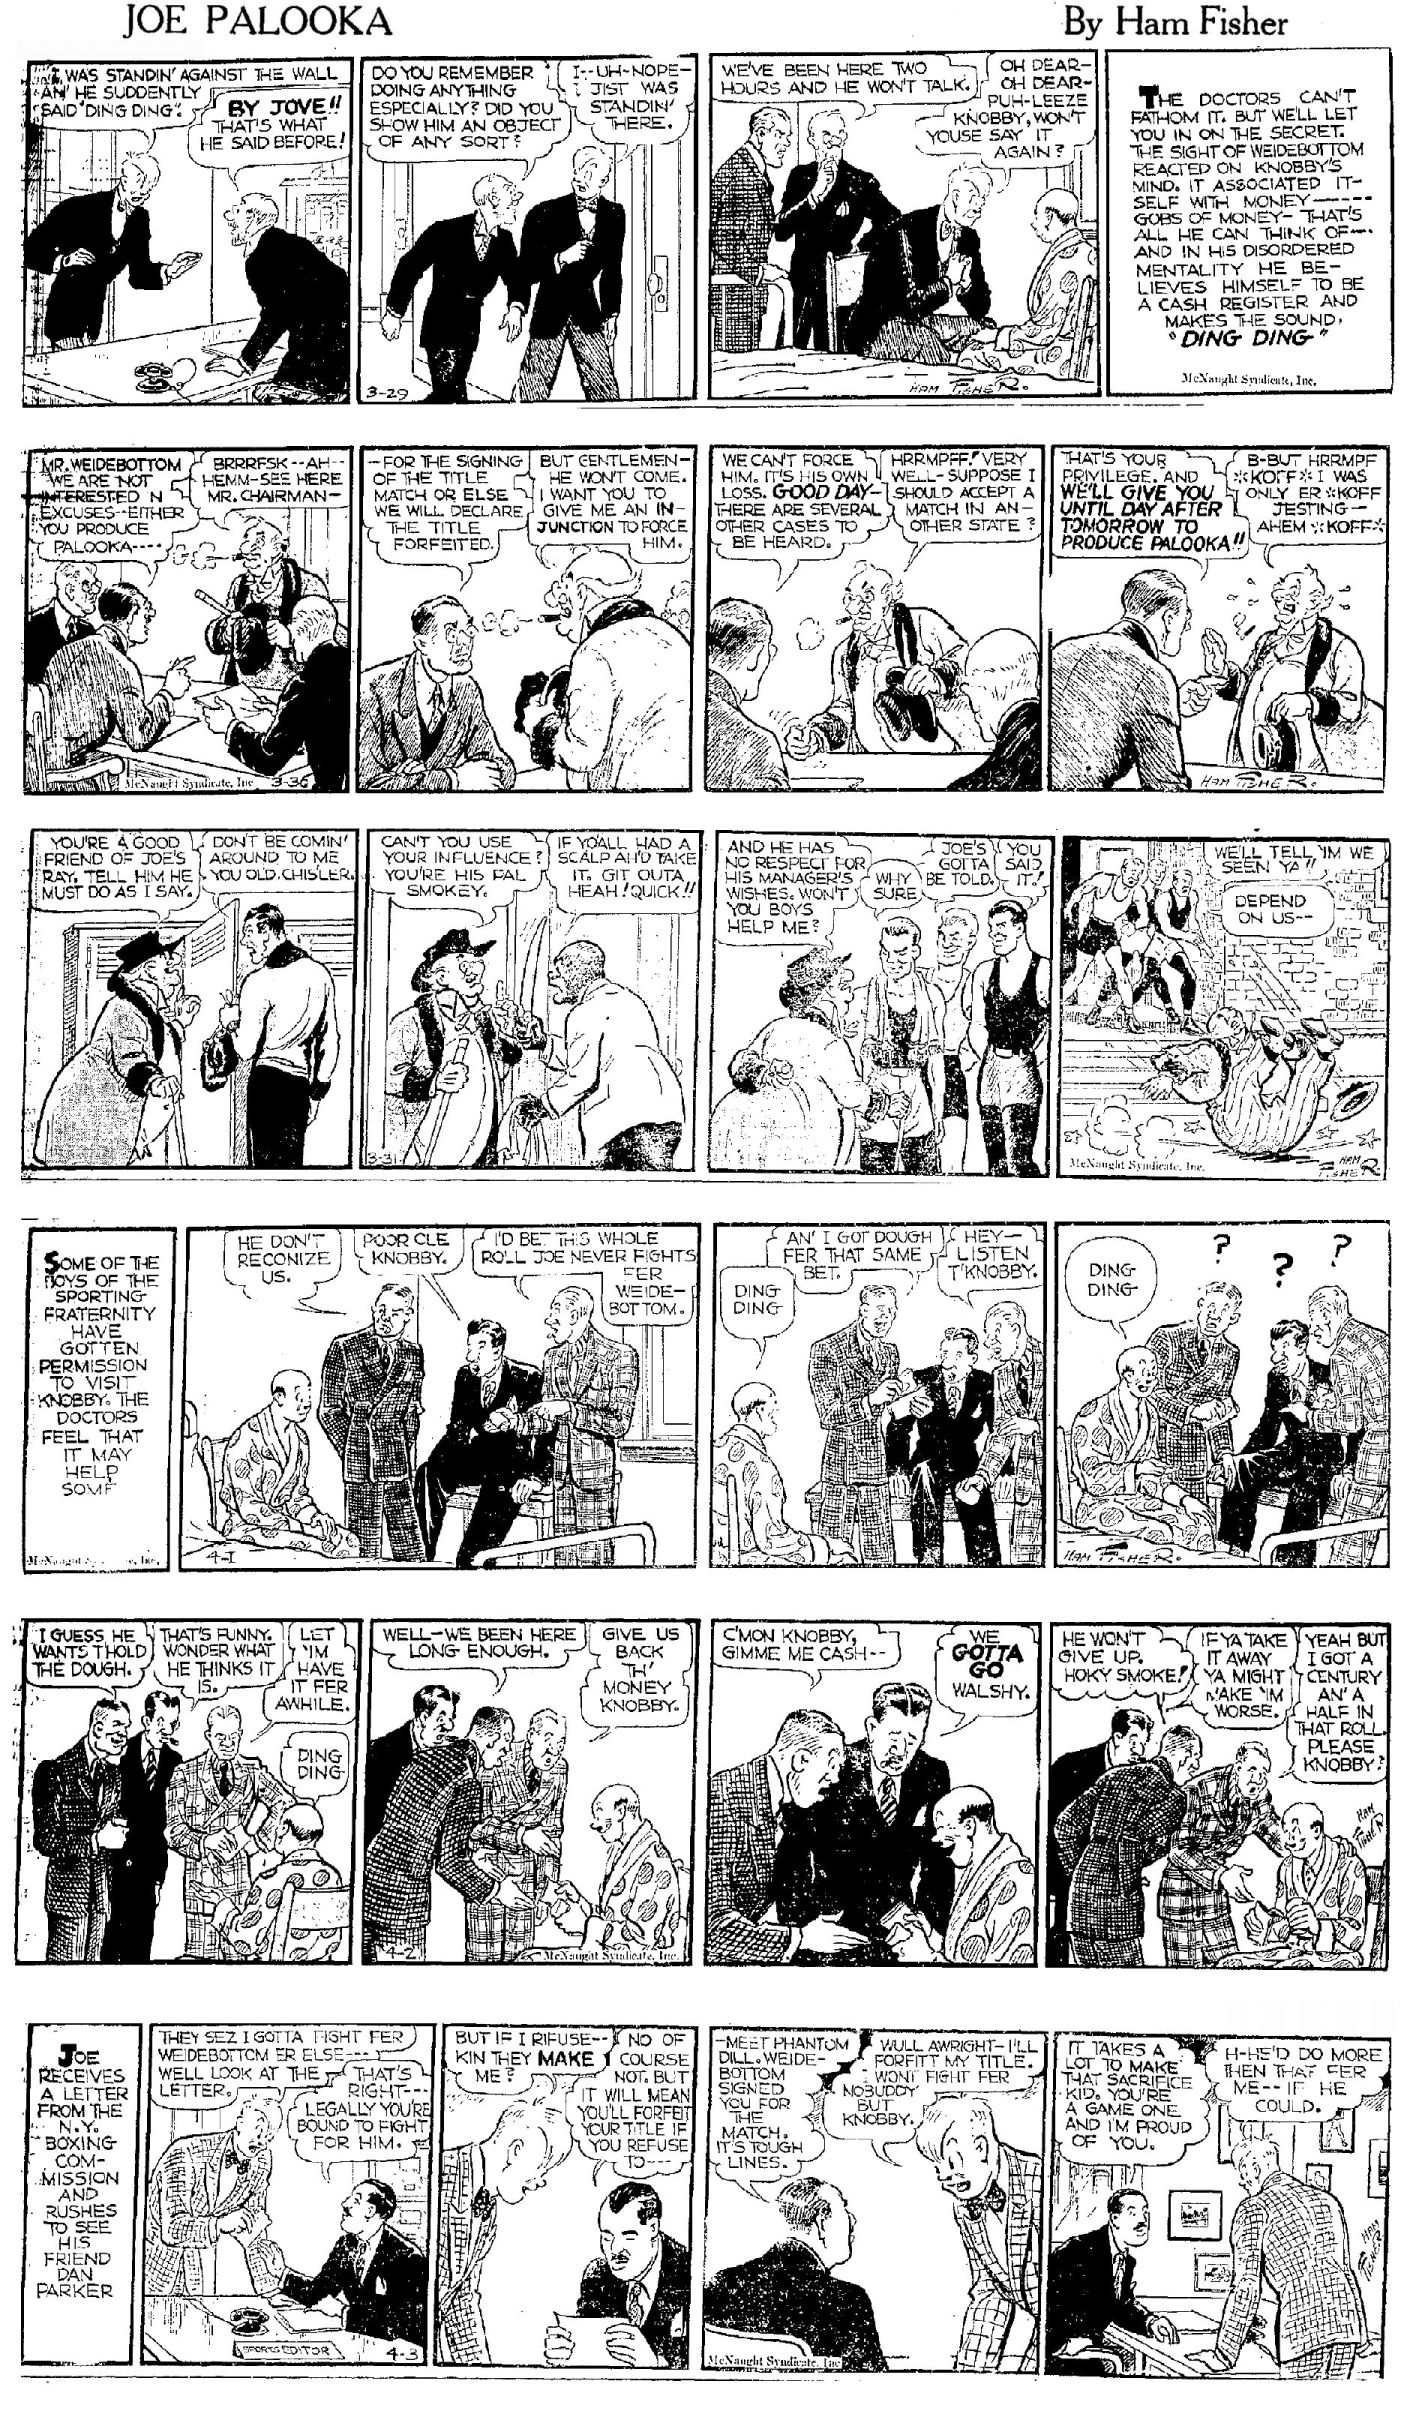 JOE PALOOKA
By Ham Fisher
I WAS STANDIN' AGAINST THE WALL
AN' HE SUDDENLY
SAID "DING DING".
BY JOVE!!
THAT'S WHAT
HE SAID BEFORE!
DO YOU REMEMBER
DOING ANYTHING
ESPECIALLY? DID YOU
SHOW HIM AN OBJECT
OF ANY SORT?
I--UH-NOPE-
I JIST WAS
STANDIN'
THERE.
3-29
WE'VE BEEN HERE TWO
HOURS AND HE WON'T TALK.
OH DEAR-
OH DEAR-
PUH-LEEZE
KNOBBY, WON'T
YOUSE SAY IT
AGAIN?
HAM FISHER.
THE DOCTORS CAN'T
FATHOM IT. BUT WE'LL LET
YOU IN ON THE SECRET.
THE SIGHT OF WEIDEBOTTOM
REACTED ON KNOBBY'S
MIND. IT ASSOCIATED IT-
SELF WITH MONEY------
GOBS OF MONEY- THAT'S
ALL HE CAN THINK OF---
AND IN HIS DISORDERED
MENTALITY HE BE-
LIEVES HIMSELF TO BE
A CASH REGISTER AND
MAKES THE SOUND,
"DING DING"
McNaught Syndicate, Inc.
MR. WEIDEBOTTOM
WE ARE NOT
INTERESTED IN
EXCUSES--EITHER
YOU PRODUCE
PALOOKA----
BRRRFSK--AH--
HEMM-SEE HERE
MR. CHAIRMAN-
McNaught Syndicate, Inc.
3-30
-FOR THE SIGNING
OF THE TITLE
MATCH OR ELSE
WE WILL DECLARE
THE TITLE
FORFEITED.
BUT GENTLEMEN-
HE WONT COME.
I WANT YOU TO
GIVE ME AN IN-
JUNCTION TO FORCE
HIM.
WE CAN'T FORCE
HIM. IT'S HIS OWN
LOSS. GOOD DAY-
THERE ARE SEVERAL
OTHER CASES TO
BE HEARD.
HRRMPFF! VERY
WELL-SUPPOSE I
SHOULD ACCEPT A
MATCH IN AN-
OTHER STATE?
THAT'S YOUR
PRIVILEGE. AND
WE'LL GIVE YOU
UNTIL DAY AFTER
TOMORROW TO
PRODUCE PALOOKA!!
B-BUT HRRMPF
*KOFF* I WAS
ONLY ER *KOFF
JESTING-
AHEM *KOFF*
HAM FISHER.
YOU'RE A GOOD
FRIEND OF JOE'S
RAY. TELL HIM HE
MUST DO AS I SAY.
DON'T BE COMIN'
AROUND TO ME
YOU OLD CHIS'LER.
CAN'T YOU USE
YOUR INFLUENCE?
YOU'RE HIS PAL
SMOKEY.
IF YO'ALL HAD A
SCALP AH'D TAKE
IT. GIT OUTA
HEAH! QUICK!!
3-31
AND HE HAS
NO RESPECT FOR
HIS MANAGER'S
WISHES. WON'T
YOU BOYS
HELP ME?
WHY
SURE
JOE'S
GOTTA
BE TOLD.
YOU
SAID
IT!
WE'LL TELL 'IM WE
SEEN YA!!
DEPEND
ON US--
McNaught Syndicate, Inc.
HAM FISHER
SOME OF THE
BOYS OF THE
SPORTING
FRATERNITY
HAVE
GOTTEN
PERMISSION
TO VISIT
KNOBBY. THE
DOCTORS
FEEL THAT
IT MAY
HELP
SOME
HE DON'T
RECONIZE
US.
POOR OLE
KNOBBY.
I'D BET THIS WHOLE
ROLL JOE NEVER FIGHTS
FER
WEIDE-
BOTTOM.
4-1
DING
DING
AN' I GOT DOUGH
FER THAT SAME
BET.
HEY-
LISTEN
T'KNOBBY.
DING
DING
?
?
?
HAM FISHER.
I GUESS HE
WANTS T'HOLD
THE DOUGH.
THAT'S FUNNY.
WONDER WHAT
HE THINKS IT
IS.
LET
'IM
HAVE
IT FER
AWHILE.
DING
DING
WELL-WE BEEN HERE
LONG ENOUGH.
GIVE US
BACK
TH'
MONEY
KNOBBY.
4-2
McNaught Syndicate, Inc.
C'MON KNOBBY,
GIMME ME CASH--
WE
GOTTA
GO
WALSHY.
HE WON'T
GIVE UP.
HOKY SMOKE!
IF YA TAKE
IT AWAY
YA MIGHT
MAKE 'IM
WORSE.
YEAH BUT
I GOT A
CENTURY
AN' A
HALF IN
THAT ROLL.
PLEASE
KNOBBY?
HAM FISHER
JOE
RECEIVES
A LETTER
FROM THE
N.Y.
BOXING
COM-
MISSION
AND
RUSHES
TO SEE
HIS
FRIEND
DAN
PARKER
THEY SEZ I GOTTA FIGHT FER
WEIDEBOTTOM ER ELSE---
WELL LOOK AT THE
LETTER.
THAT'S
RIGHT---
LEGALLY YOU'RE
BOUND TO FIGHT
FOR HIM.
SPORTS EDITOR
4-3
BUT IF I RIFUSE--
KIN THEY MAKE
ME?
NO OF
COURSE
NOT. BUT
IT WILL MEAN
YOU'LL FORFEIT
YOUR TITLE IF
YOU REFUSE
TO---
-MEET PHANTOM
DILL. WEIDE-
BOTTOM
SIGNED
YOU FOR
THE
MATCH.
IT'S TOUGH
LINES.
WULL AWRIGHT-I'LL
FORFITT MY TITLE.
I WONT FIGHT FER
NOBUDDY
BUT
KNOBBY.
McNaught Syndicate, Inc.
IT TAKES A
LOT TO MAKE
THAT SACRIFICE
KID. YOU'RE
A GAME ONE
AND I'M PROUD
OF YOU.
H-HE'D DO MORE
THEN THAT FER
ME-- IF HE
COULD.
HAM FISHER